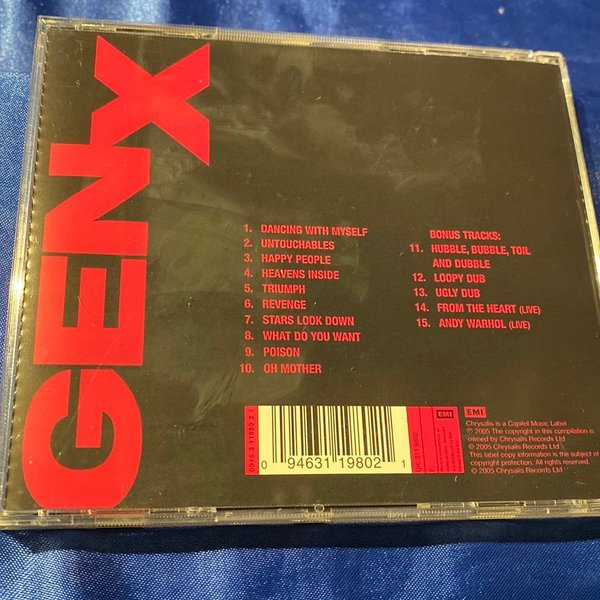 GENX
1. DANCING WITH MYSELF
2. UNTOUCHABLES
3. HAPPY PEOPLE
4. HEAVENS INSIDE
5. TRIUMPH
6. REVENGE
7. STARS LOOK DOWN
8. WHAT DO YOU WANT
9. POISON
10. OH MOTHER
BONUS TRACKS:
11. HUBBLE, BUBBLE, TOIL
AND DUBBLE
12. LOOPY DUB
13. UGLY DUB
14. FROM THE HEART (LIVE)
15. ANDY WARHOL (LIVE)
0946 3 11980 2 1
0 94631 19802 1
EMI
Chrysalis is a Capitol Music Label
℗ 2005 The copyright in this compilation is
owned by Chrysalis Records Ltd
© 2005 Chrysalis Records Ltd
This label copy information is the subject of
copyright protection. All rights reserved.
© 2005 Chrysalis Records Ltd